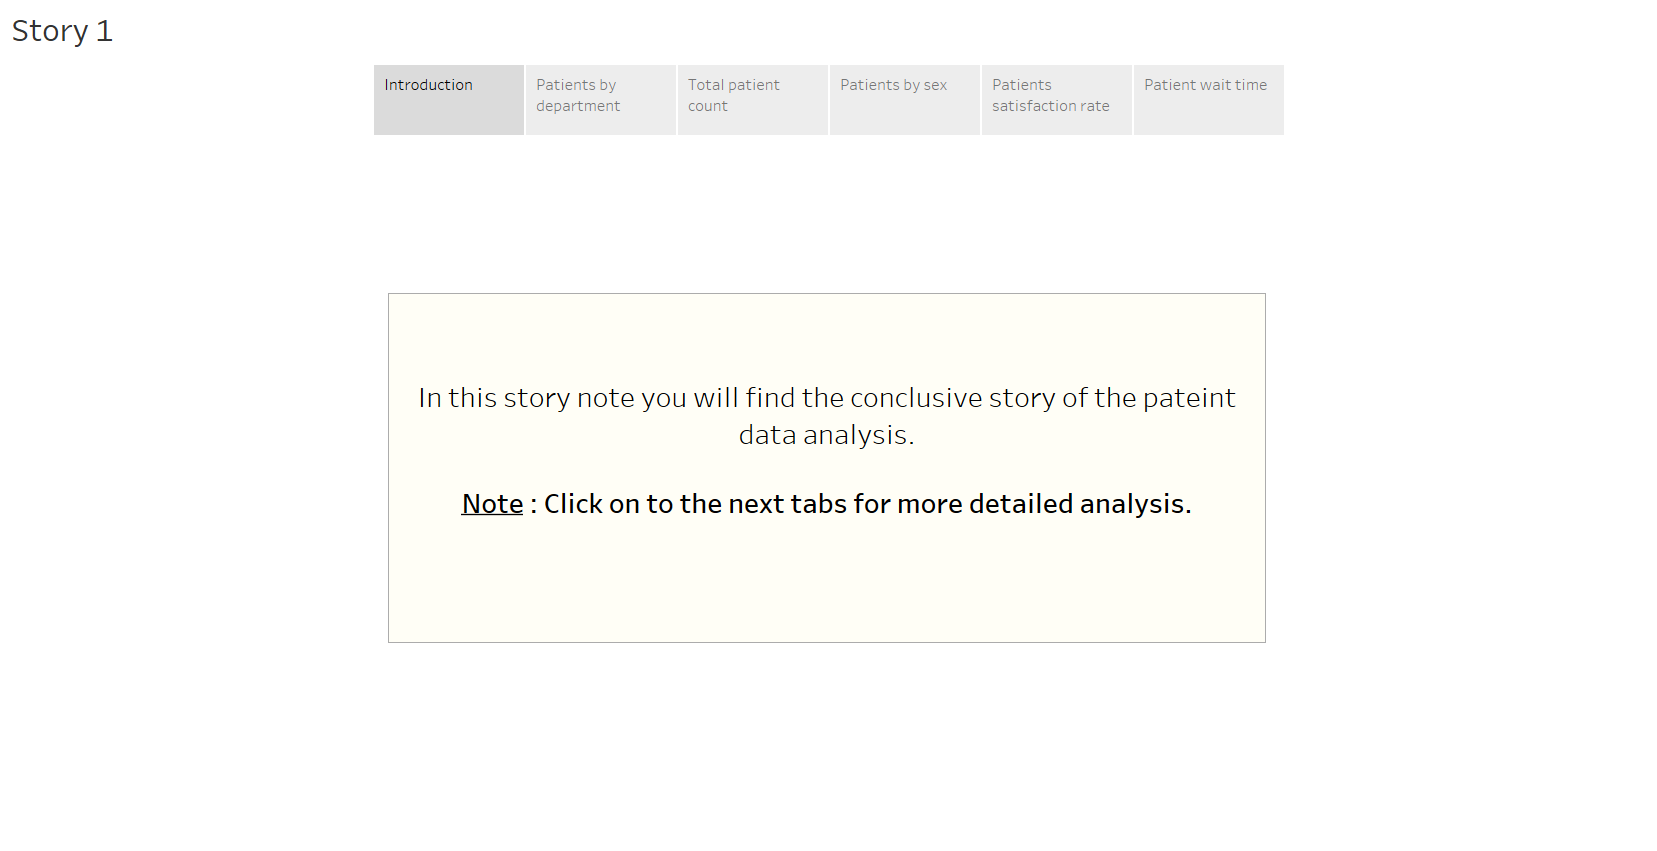 Story 1
Introduction
Patients by
department
Total patient
count
Patients by sex
Patients
satisfaction rate
Patient wait time
In this story note you will find the conclusive story of the pateint
data analysis.
Note : Click on to the next tabs for more detailed analysis.